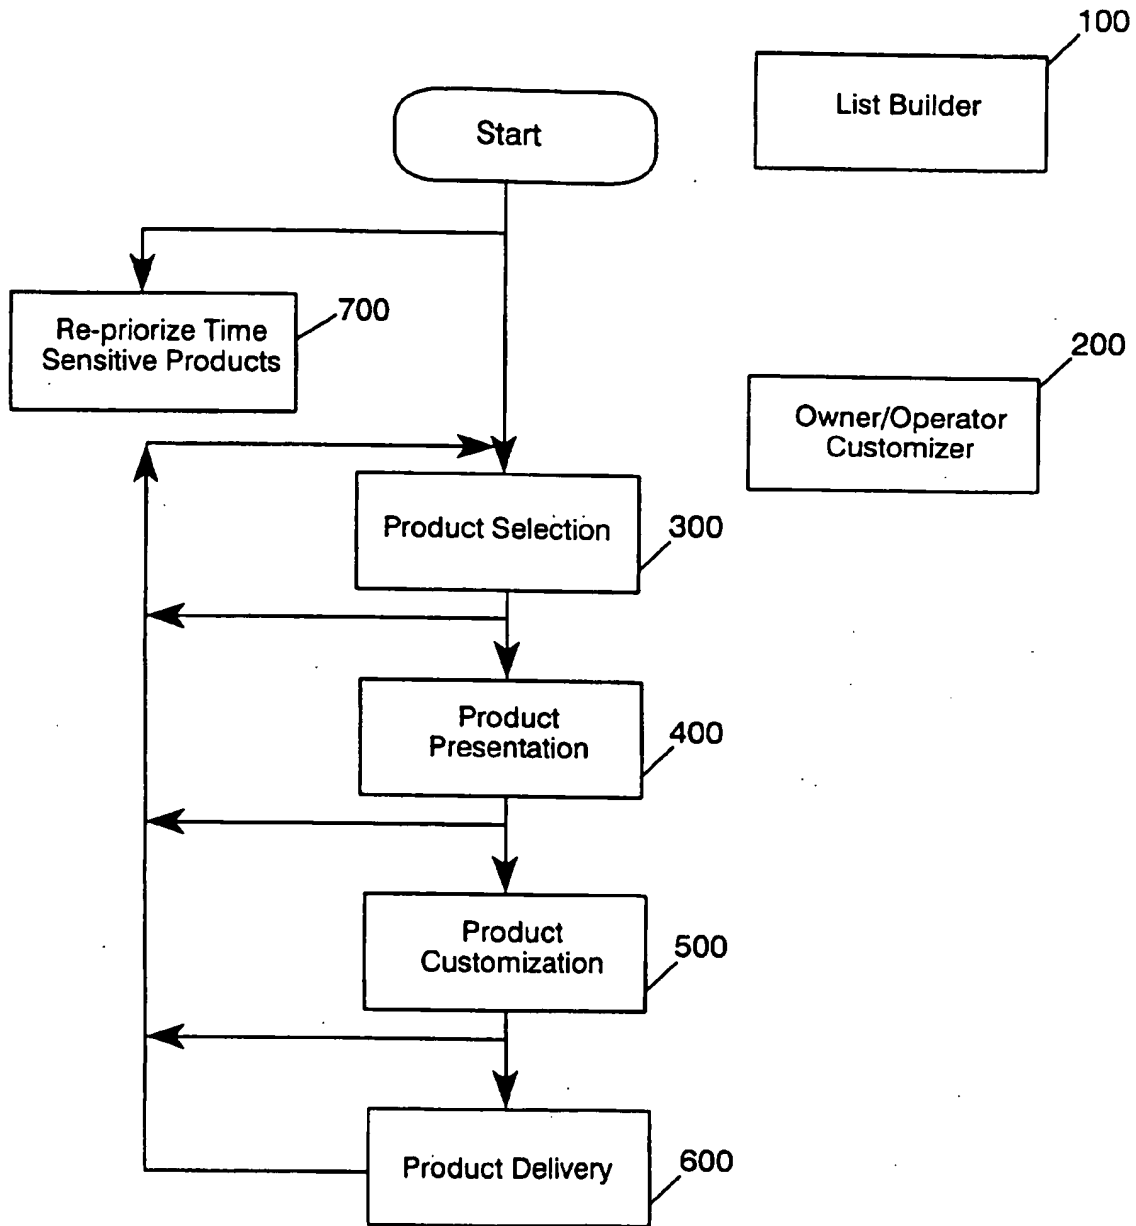 100
List Builder
Start
Re-priorize Time
Sensitive Products
700
200
Owner/Operator
Customizer
Product Selection
300
Product
Presentation
400
Product
Customization
500
Product Delivery
600